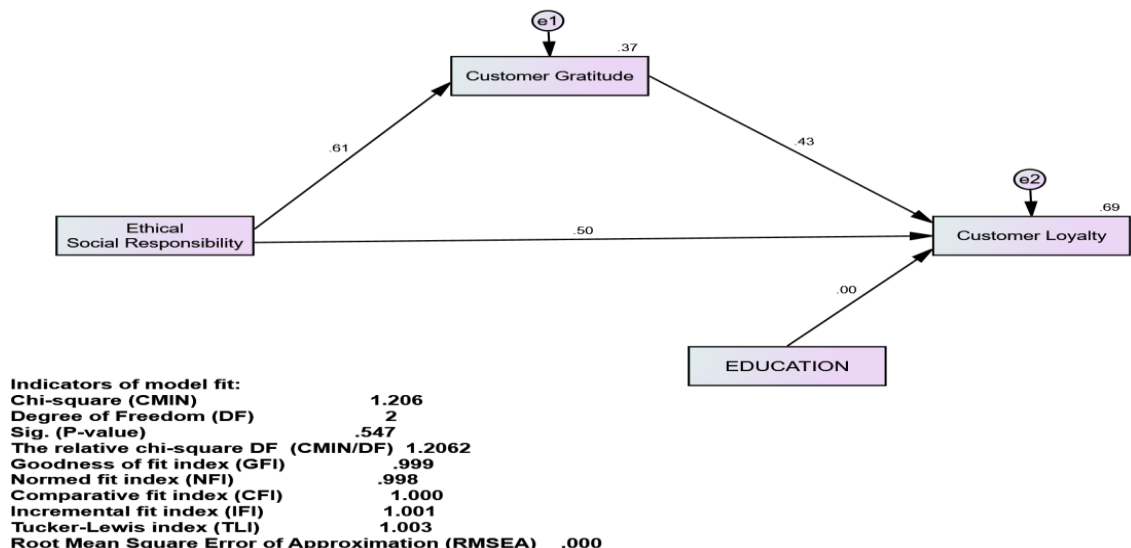 e1
.37
Customer Gratitude
.61
.43
e2
.69
Ethical
Social Responsibility
.50
Customer Loyalty
.00
EDUCATION
Indicators of model fit:
Chi-square (CMIN) 1.206
Degree of Freedom (DF) 2
Sig. (P-value) .547
The relative chi-square DF (CMIN/DF) 1.2062
Goodness of fit index (GFI) .999
Normed fit index (NFI) .998
Comparative fit index (CFI) 1.000
Incremental fit index (IFI) 1.001
Tucker-Lewis index (TLI) 1.003
Root Mean Square Error of Approximation (RMSEA) .000